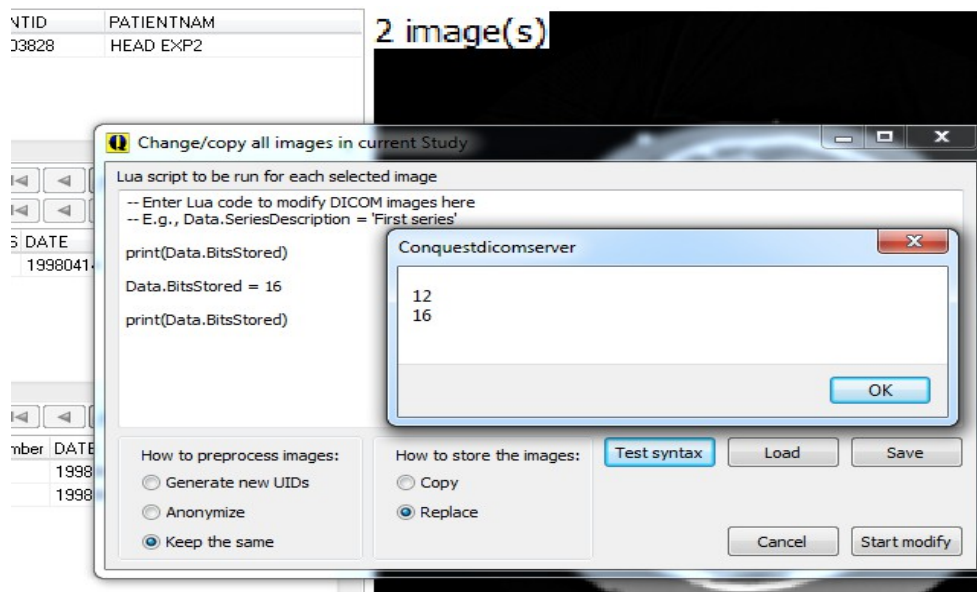 NTID PATIENTNAM
03828 HEAD EXP2
2 image(s)
Change/copy all images in current Study
Lua script to be run for each selected image
-- Enter Lua code to modify DICOM images here
-- E.g., Data.SeriesDescription = 'First series'
print(Data.BitsStored)
Data.BitsStored = 16
print(Data.BitsStored)
Conquestdicomserver
12
16
OK
S DATE
1998041
mber DATE
1998
1998
How to preprocess images:
Generate new UIDs
Anonymize
Keep the same
How to store the images:
Copy
Replace
Test syntax Load Save
Cancel Start modify